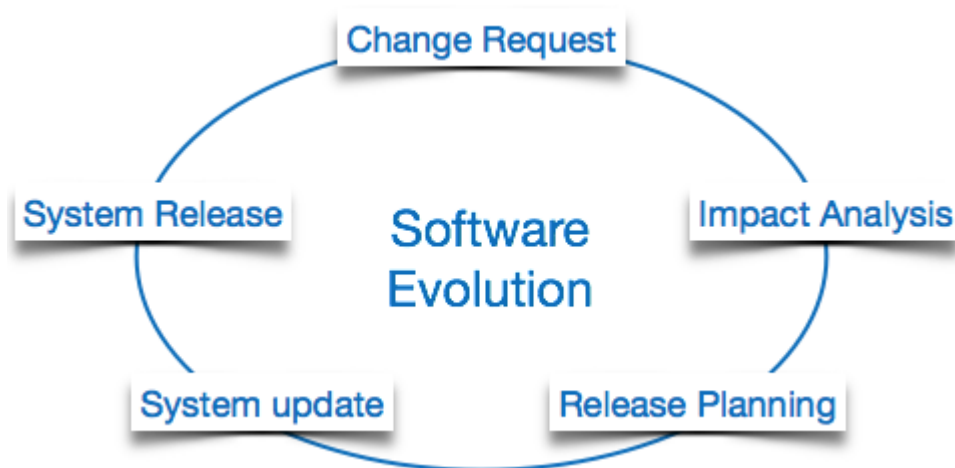 Change Request
System Release
Impact Analysis
Software
Evolution
System update
Release Planning